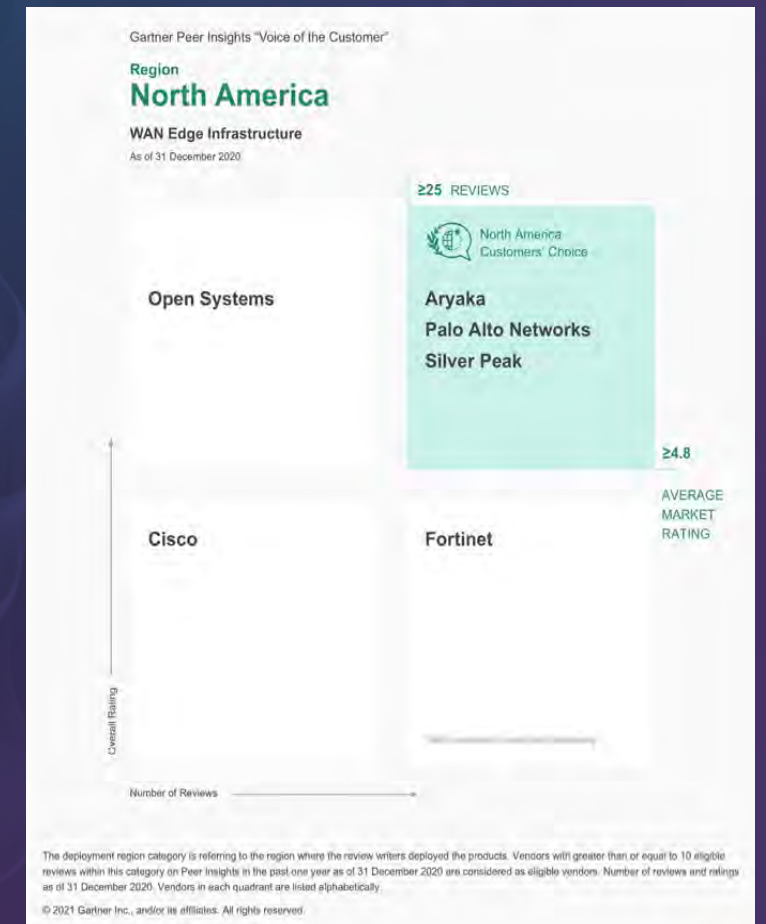 Gartner Peer Insights "Voice of the Customer"
Region
North America
WAN Edge Infrastructure
As of 31 December 2020
≥25 REVIEWS
North America
Customers' Choice
Open Systems
Aryaka
Palo Alto Networks
Silver Peak
≥4.8
AVERAGE
MARKET
RATING
Cisco
Fortinet
Overall Rating
Number of Reviews
The deployment region category is referring to the region where the review writers deployed the products. Vendors with greater than or equal to 10 eligible
reviews within this category on Peer Insights in the past one year as of 31 December 2020 are considered as eligible vendors. Number of reviews and ratings
as of 31 December 2020. Vendors in each quadrant are listed alphabetically.
© 2021 Gartner Inc., and/or its affiliates. All rights reserved.